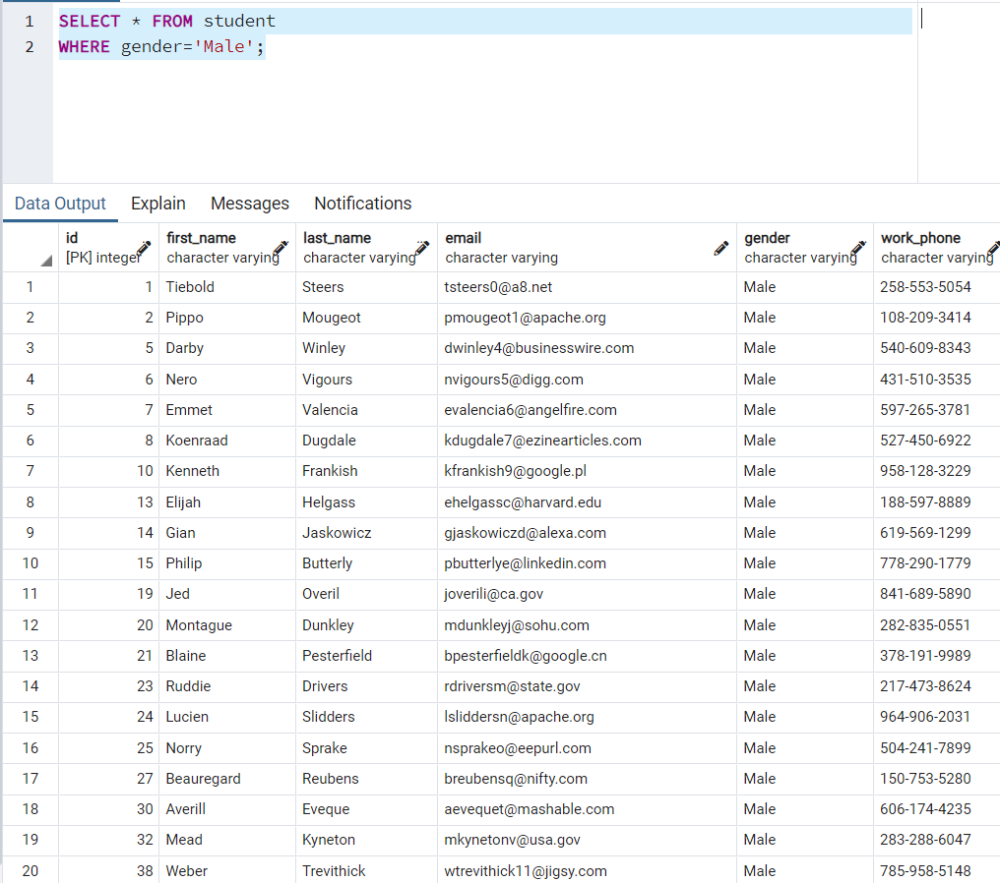 1 SELECT * FROM student
2 WHERE gender='Male';
Data Output Explain Messages Notifications
id first_name last_name email gender work_phone
[PK] integer character varying character varying character varying character varying character varying
1 1 Tiebold Steers tsteers0@a8.net Male 258-553-5054
2 2 Pippo Mougeot pmougeot1@apache.org Male 108-209-3414
3 5 Darby Winley dwinley4@businesswire.com Male 540-609-8343
4 6 Nero Vigours nvigours5@digg.com Male 431-510-3535
5 7 Emmet Valencia evalencia6@angelfire.com Male 597-265-3781
6 8 Koenraad Dugdale kdugdale7@ezinearticles.com Male 527-450-6922
7 10 Kenneth Frankish kfrankish9@google.pl Male 958-128-3229
8 13 Elijah Helgass ehelgassc@harvard.edu Male 188-597-8889
9 14 Gian Jaskowicz gjaskowiczd@alexa.com Male 619-569-1299
10 15 Philip Butterly pbutterlye@linkedin.com Male 778-290-1779
11 19 Jed Overil joverili@ca.gov Male 841-689-5890
12 20 Montague Dunkley mdunkleyj@sohu.com Male 282-835-0551
13 21 Blaine Pesterfield bpesterfieldk@google.cn Male 378-191-9989
14 23 Ruddie Drivers rdriversm@state.gov Male 217-473-8624
15 24 Lucien Slidders lsliddersn@apache.org Male 964-906-2031
16 25 Norry Sprake nsprakeo@eepurl.com Male 504-241-7899
17 27 Beauregard Reubens breubensq@nifty.com Male 150-753-5280
18 30 Averill Eveque aevequet@mashable.com Male 606-174-4235
19 32 Mead Kyneton mkynetonv@usa.gov Male 283-288-6047
20 38 Weber Trevithick wtrevithick11@jigsy.com Male 785-958-5148